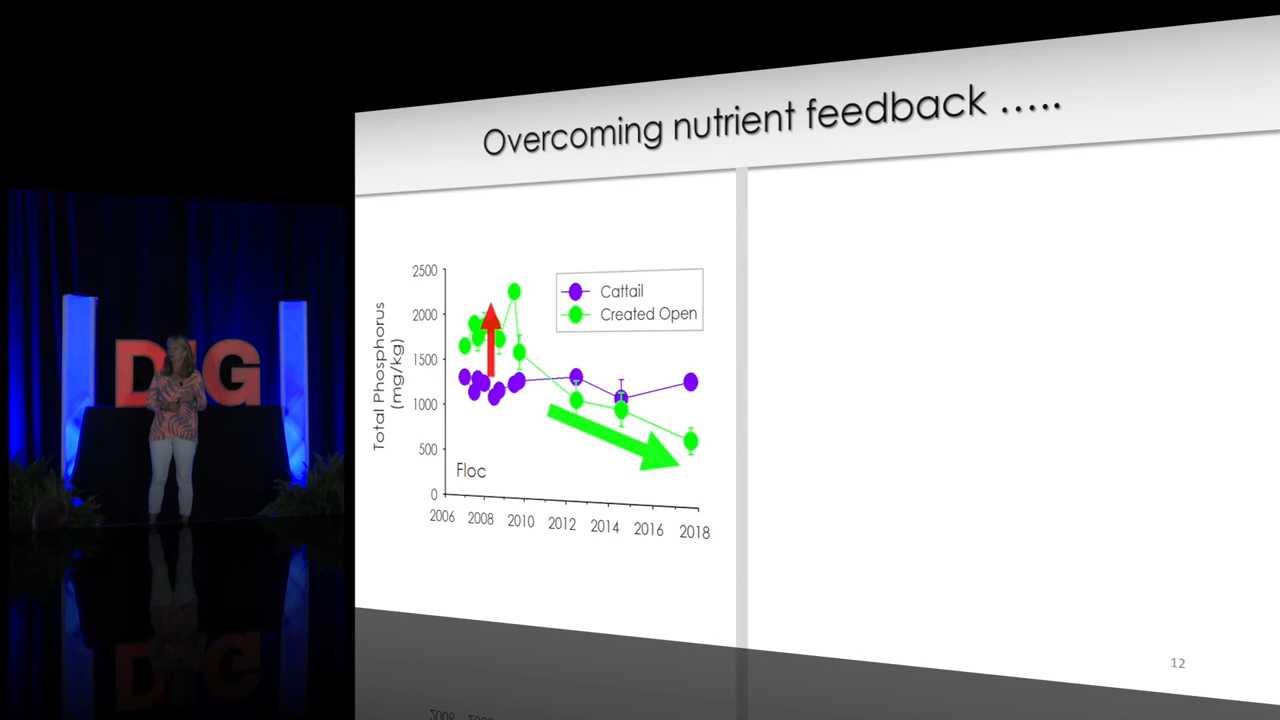 Overcoming nutrient feedback .....
DIG
2500
2000
1500
1000
500
0
Total Phosphorus
(mg/kg)
Cattail
Created Open
Floc
2006 2008 2010 2012 2014 2016 2018
12